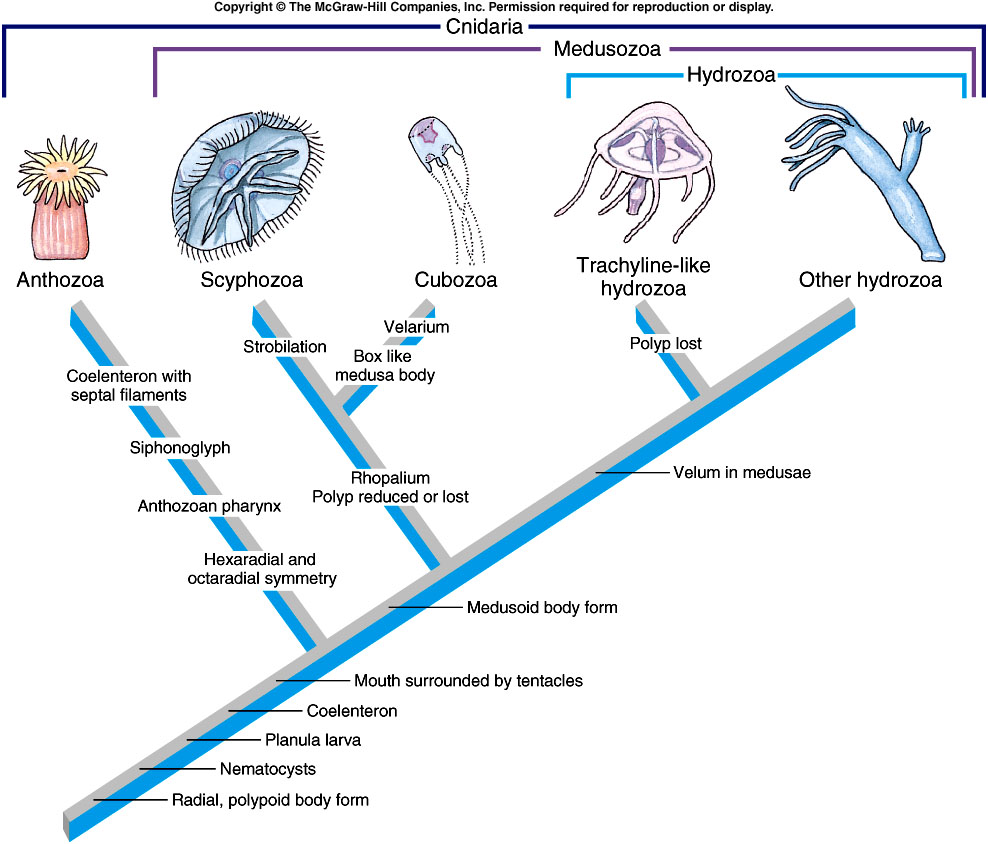 Copyright © The McGraw-Hill Companies, Inc. Permission required for reproduction or display.
Cnidaria
Medusozoa
Hydrozoa
Anthozoa
Scyphozoa
Cubozoa
Trachyline-like
hydrozoa
Other hydrozoa
Velarium
Strobilation
Polyp lost
Box like
medusa body
Coelenteron with
septal filaments
Siphonoglyph
Velum in medusae
Rhopalium
Polyp reduced or lost
Anthozoan pharynx
Hexaradial and
octaradial symmetry
Medusoid body form
Mouth surrounded by tentacles
Coelenteron
Planula larva
Nematocysts
Radial, polypoid body form